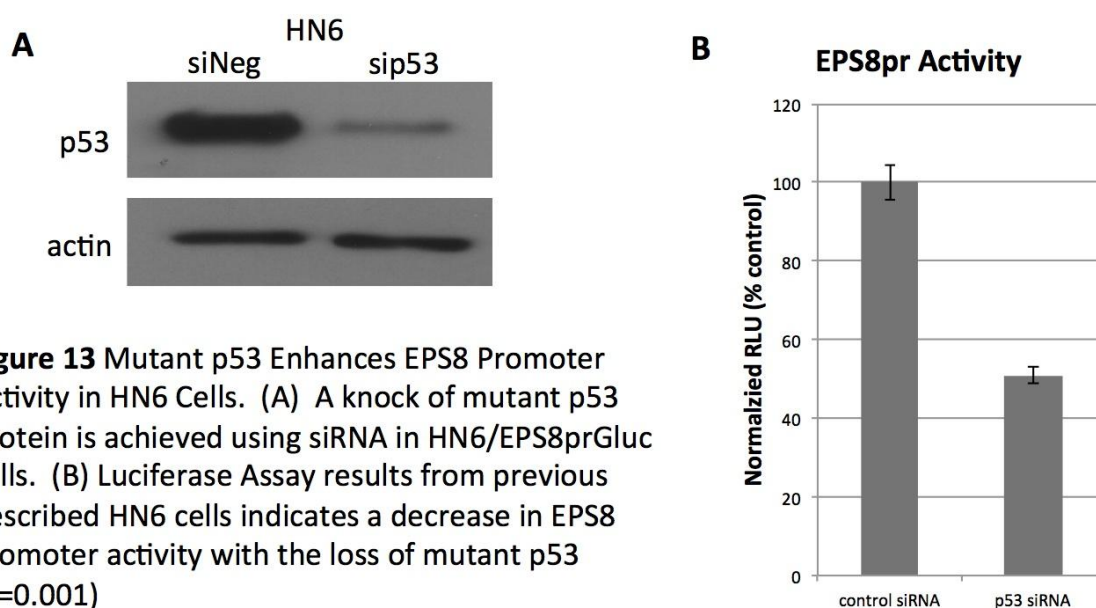 A
HN6
siNeg sip53
p53
actin
gure 13 Mutant p53 Enhances EPS8 Promoter
ctivity in HN6 Cells. (A) A knock of mutant p53
otein is achieved using siRNA in HN6/EPS8prGluc
lls. (B) Luciferase Assay results from previous
escribed HN6 cells indicates a decrease in EPS8
omoter activity with the loss of mutant p53
=0.001)
B
EPS8pr Activity
Normalzied RLU (% control)
120
100
80
60
40
20
0
control siRNA p53 siRNA